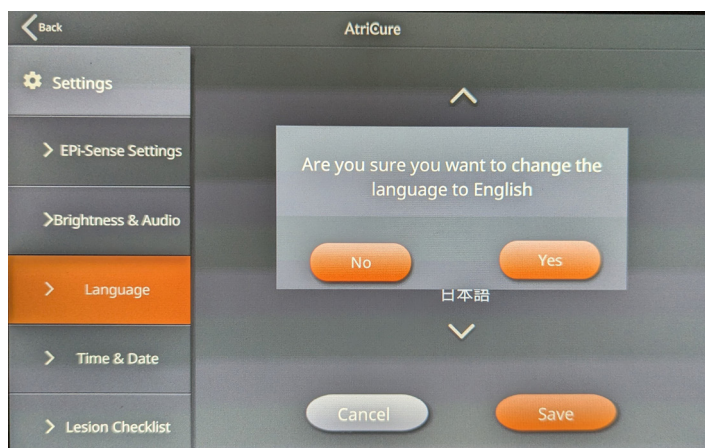 Back
AtriCure
Settings
EPi-Sense Settings
Brightness & Audio
Language
Time & Date
Lesion Checklist
Are you sure you want to change the
language to English
No
Yes
日本語
Cancel
Save